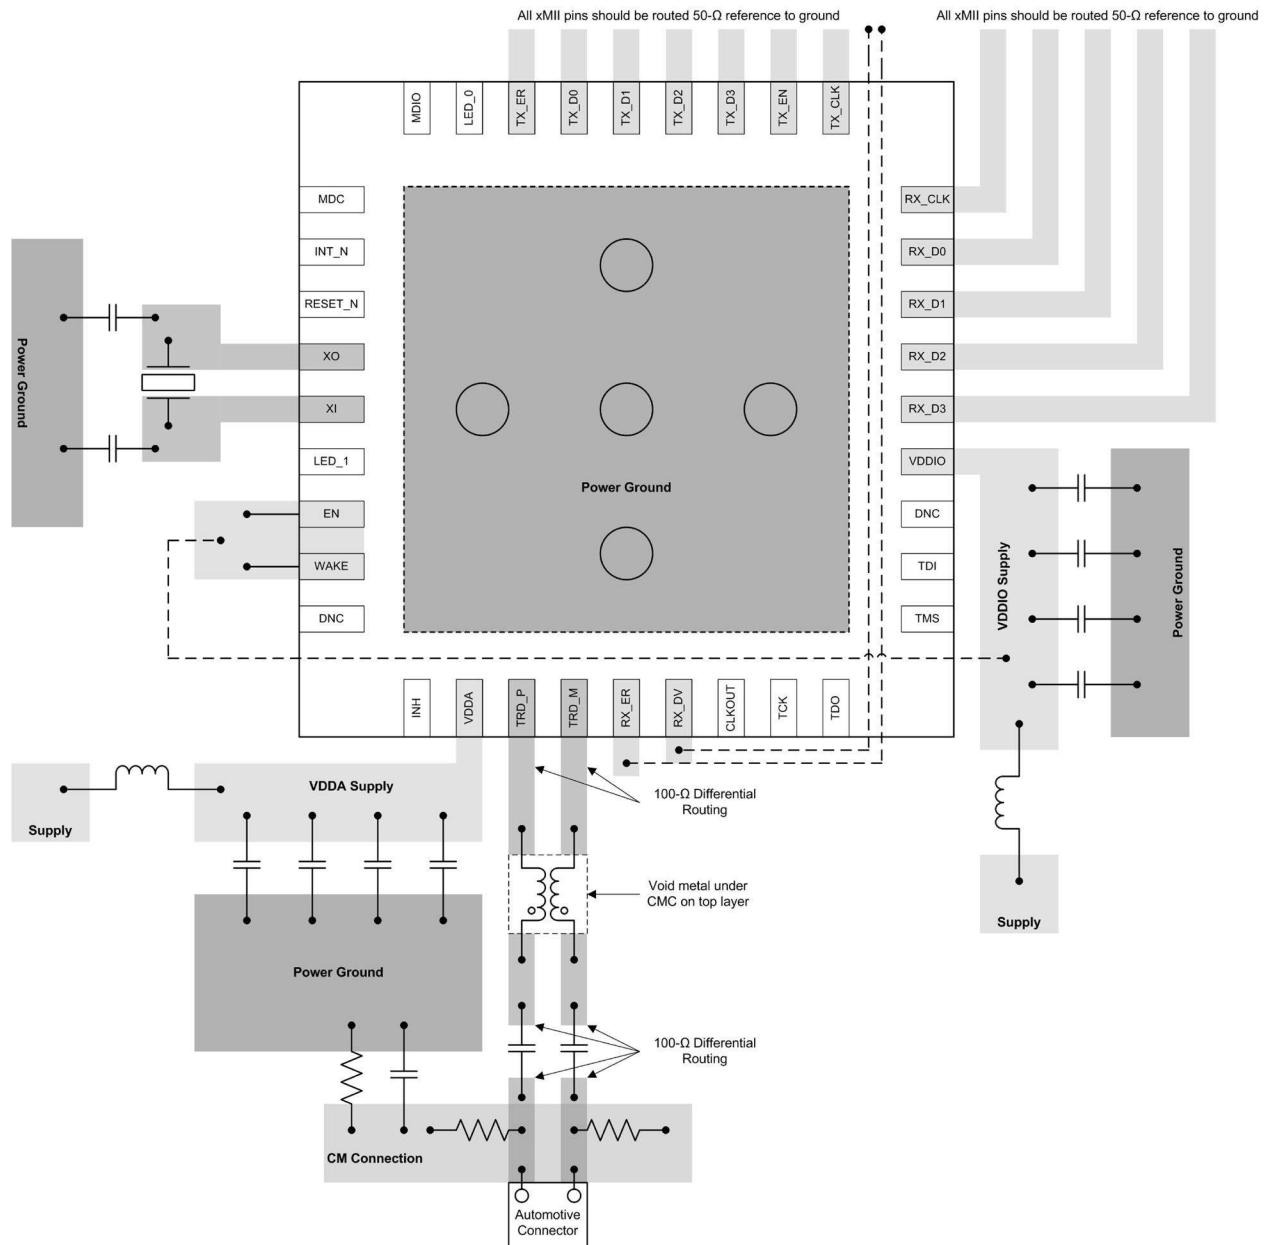 All xMII pins should be routed 50-Ω reference to ground
All xMII pins should be routed 50-Ω reference to ground
MDIO
LED_0
TX_ER
TX_D0
TX_D1
TX_D2
TX_D3
TX_EN
TX_CLK
MDC
INT_N
RESET_N
XO
XI
LED_1
EN
WAKE
DNC
Power Ground
Power Ground
RX_CLK
RX_D0
RX_D1
RX_D2
RX_D3
VDDIO
DNC
TDI
TMS
VDDIO Supply
Power Ground
INH
VDDA
TRD_P
TRD_M
RX_ER
RX_DV
CLKOUT
TCK
TDO
Supply
VDDA Supply
100-Ω Differential
Routing
Void metal under
CMC on top layer
Supply
Power Ground
100-Ω Differential
Routing
CM Connection
Automotive
Connector